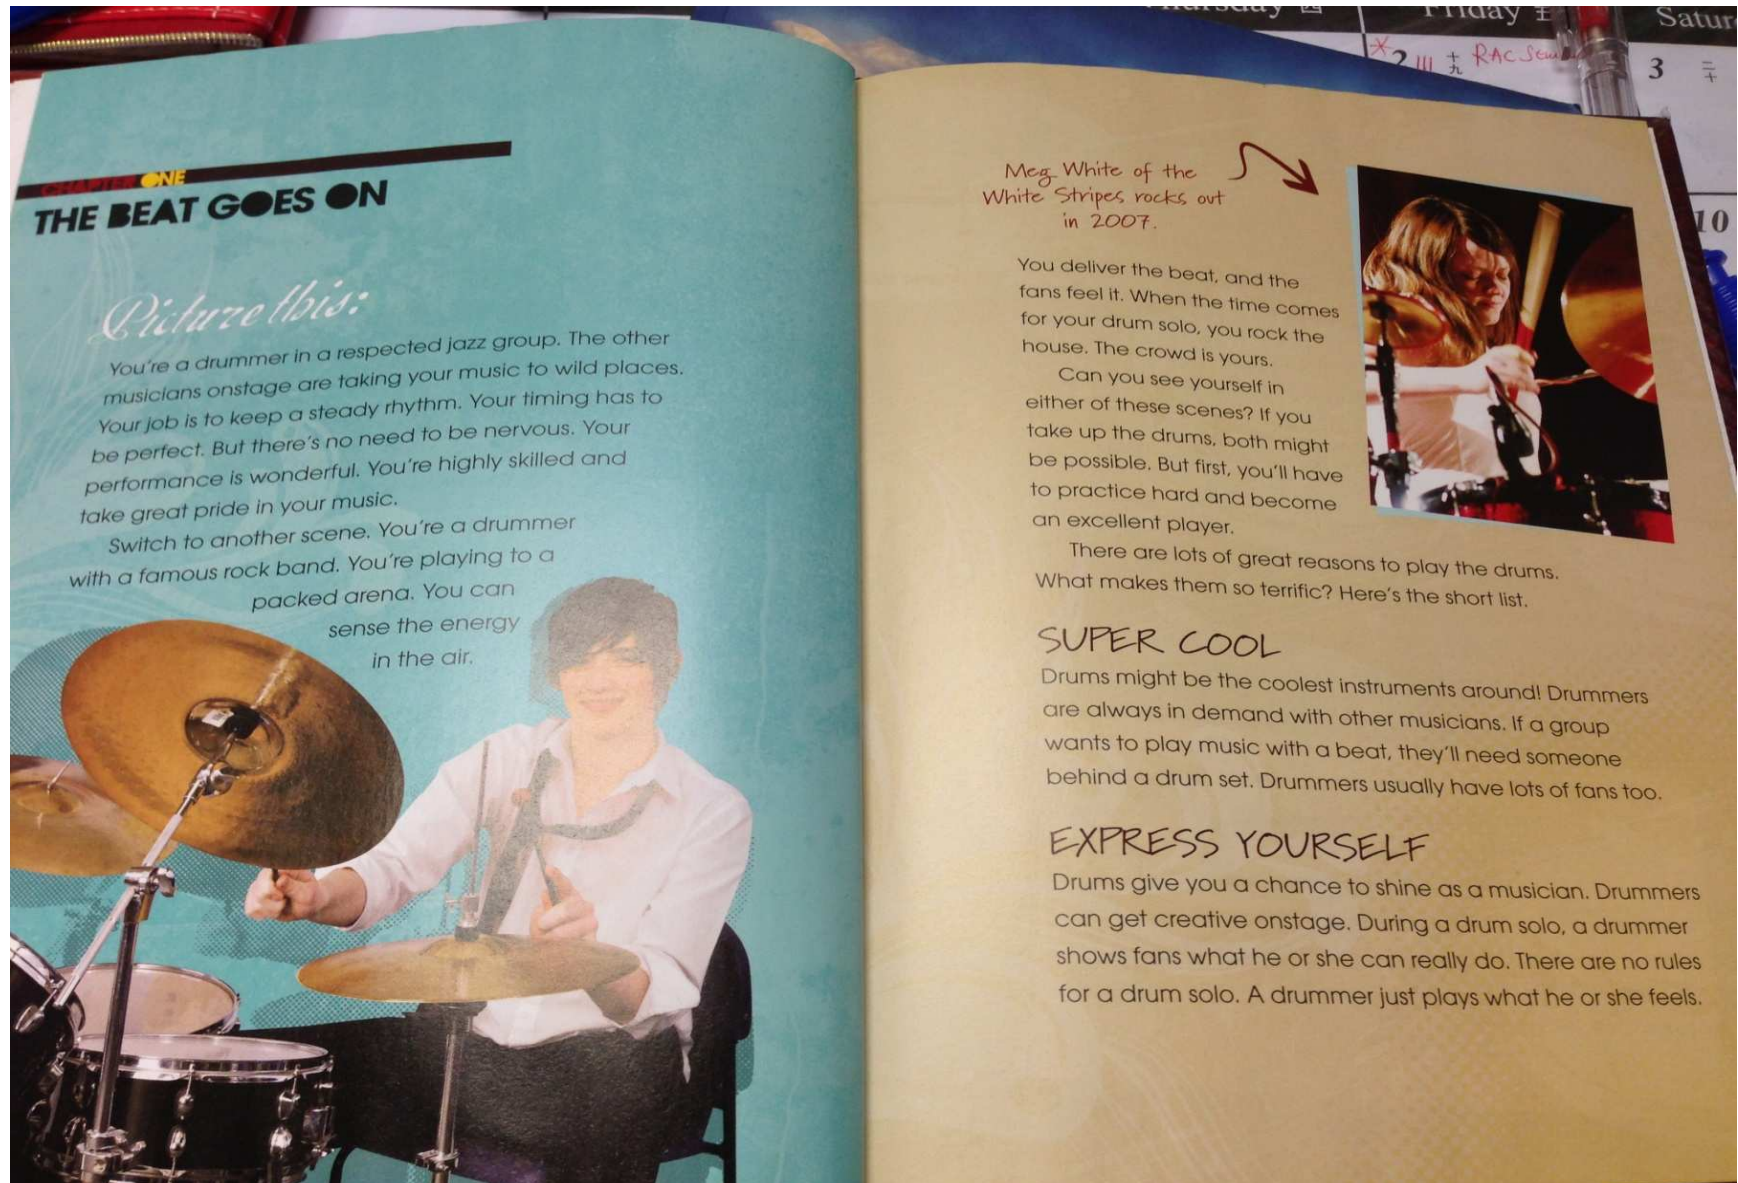 Thursday 四
Friday 五
Satur
2 十九 RAC Sem
3 二十
10
CHAPTER ONE
THE BEAT GOES ON
Picture this:
You're a drummer in a respected jazz group. The other
musicians onstage are taking your music to wild places.
Your job is to keep a steady rhythm. Your timing has to
be perfect. But there's no need to be nervous. Your
performance is wonderful. You're highly skilled and
take great pride in your music.
Switch to another scene. You're a drummer
with a famous rock band. You're playing to a
packed arena. You can
sense the energy
in the air.
Meg White of the
White Stripes rocks out
in 2007.
You deliver the beat, and the
fans feel it. When the time comes
for your drum solo, you rock the
house. The crowd is yours.
Can you see yourself in
either of these scenes? If you
take up the drums, both might
be possible. But first, you'll have
to practice hard and become
an excellent player.
There are lots of great reasons to play the drums.
What makes them so terrific? Here's the short list.
SUPER COOL
Drums might be the coolest instruments around! Drummers
are always in demand with other musicians. If a group
wants to play music with a beat, they'll need someone
behind a drum set. Drummers usually have lots of fans too.
EXPRESS YOURSELF
Drums give you a chance to shine as a musician. Drummers
can get creative onstage. During a drum solo, a drummer
shows fans what he or she can really do. There are no rules
for a drum solo. A drummer just plays what he or she feels.